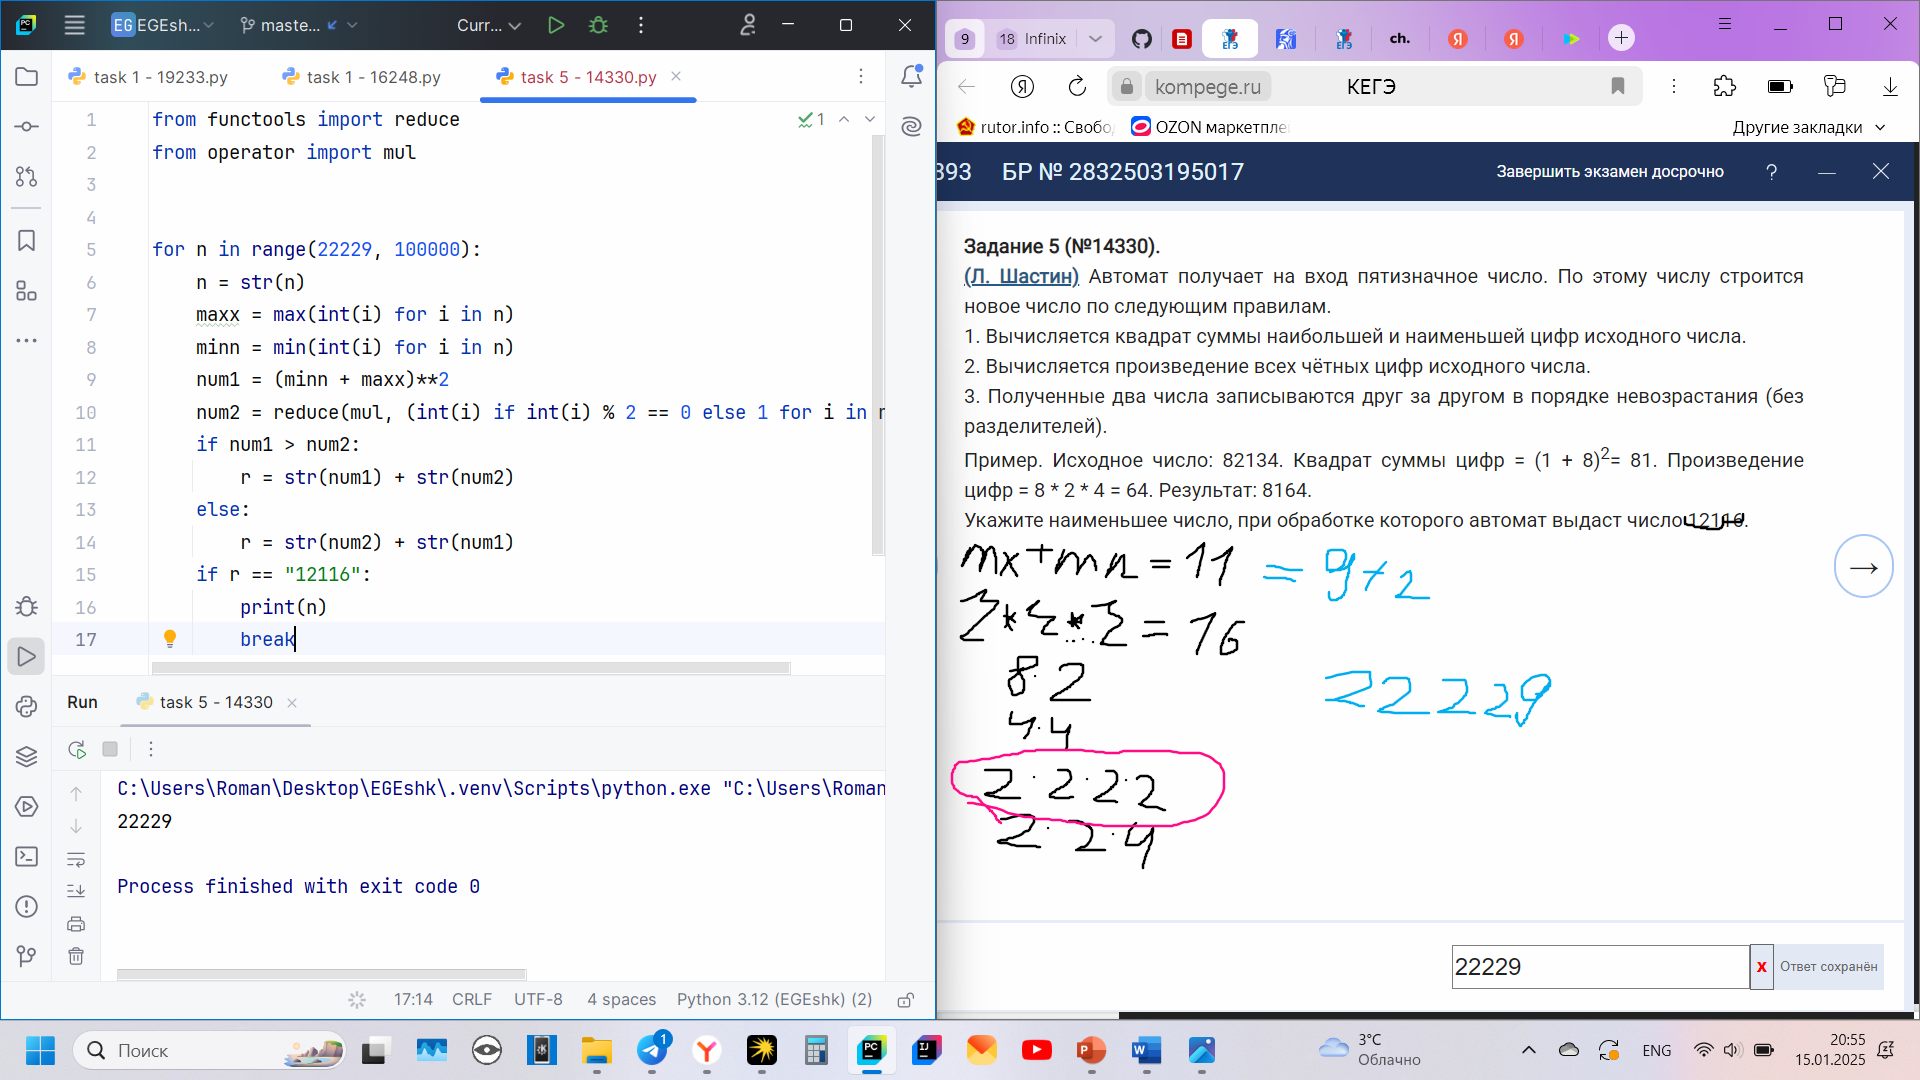 EG EGEsh...
maste...
Curr...
task 1 - 19233.py
task 1 - 16248.py
task 5 - 14330.py
1 from functools import reduce
2 from operator import mul
3
4
5 for n in range(22229, 100000):
6 n = str(n)
7 maxx = max(int(i) for i in n)
8 minn = min(int(i) for i in n)
9 num1 = (minn + maxx)**2
10 num2 = reduce(mul, (int(i) if int(i) % 2 == 0 else 1 for i in
11 if num1 > num2:
12 r = str(num1) + str(num2)
13 else:
14 r = str(num2) + str(num1)
15 if r == "12116":
16 print(n)
17 break
1
Run
task 5 - 14330
C:\Users\Roman\Desktop\EGEshk\.venv\Scripts\python.exe "C:\Users\Roman
22229
Process finished with exit code 0
17:14 CRLF UTF-8 4 spaces Python 3.12 (EGEshk) (2)
9
18 Infinix
ЕГЭ
ЕГЭ
ch.
Я
Я
kompege.ru
КЕГЭ
rutor.info :: Свобо
OZON маркетпле
Другие закладки
393 БР № 2832503195017
Завершить экзамен досрочно
?
Задание 5 (№14330).
(Л. Шастин) Автомат получает на вход пятизначное число. По этому числу строится
новое число по следующим правилам.
1. Вычисляется квадрат суммы наибольшей и наименьшей цифр исходного числа.
2. Вычисляется произведение всех чётных цифр исходного числа.
3. Полученные два числа записываются друг за другом в порядке невозрастания (без
разделителей).
Пример. Исходное число: 82134. Квадрат суммы цифр = (1 + 8)2= 81. Произведение
цифр = 8 * 2 * 4 = 64. Результат: 8164.
Укажите наименьшее число, при обработке которого автомат выдаст число 12116.
mx+mn = 11 = 9+2
= 16
8·2
22229
4·4
2·2·2·2
2·2·4
22229
x
Ответ сохранён
Поиск
1
3°C
Облачно
ENG
20:55
15.01.2025